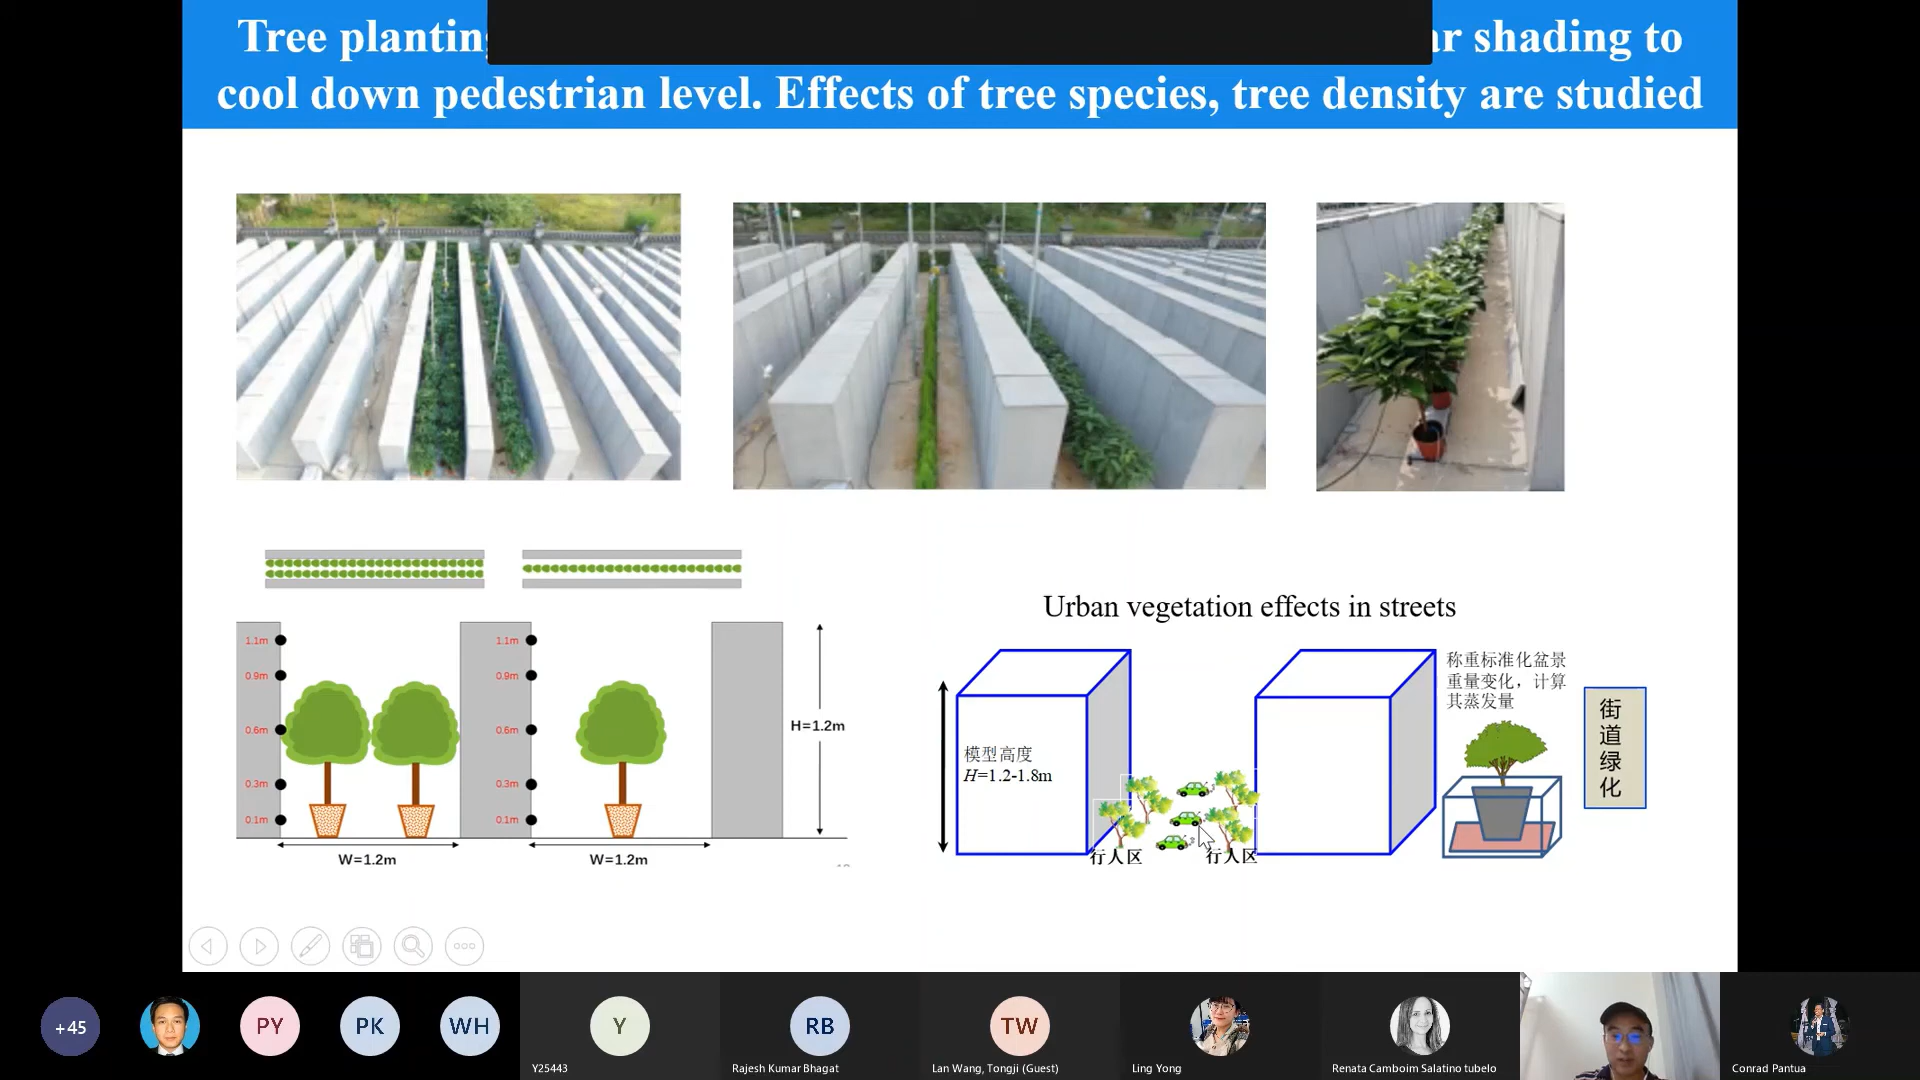 Tree planting ar shading to
cool down pedestrian level. Effects of tree species, tree density are studied
1.1m
0.9m
0.6m
0.3m
0.1m
1.1m
0.9m
0.6m
0.3m
0.1m
H=1.2m
W=1.2m
W=1.2m
Urban vegetation effects in streets
模型高度
H=1.2-1.8m
行人区
行人区
称重标准化盆景
重量变化，计算
其蒸发量
街
道
绿
化
+45
PY
PK
WH
Y
Y25443
RB
Rajesh Kumar Bhagat
TW
Lan Wang, Tongji (Guest)
Ling Yong
Renata Camboim Salatino tubelo
Conrad Pantua